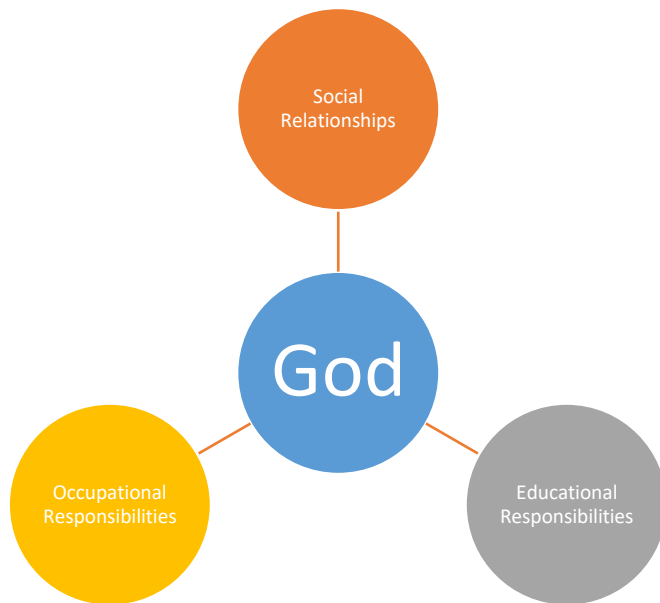 Social
Relationships
God
Occupational
Responsibilities
Educational
Responsibilities